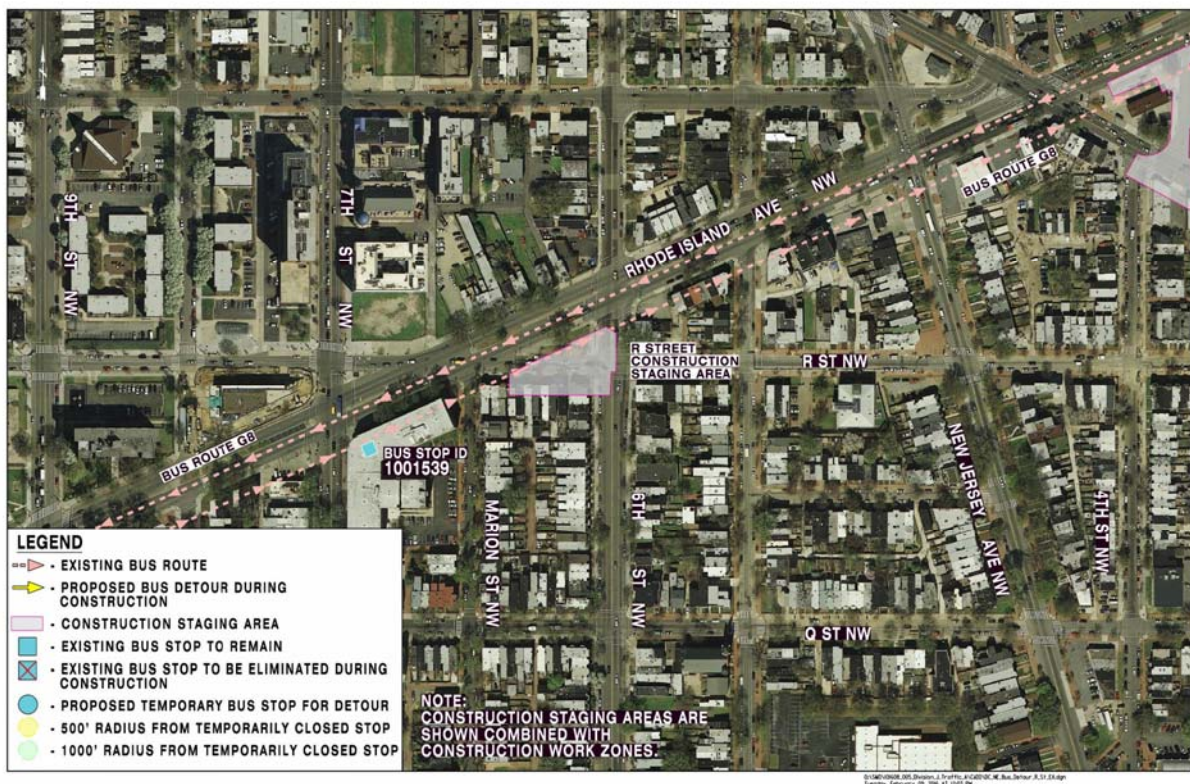 RHODE ISLAND AVE NW
BUS ROUTE G8
9TH ST NW
7TH ST NW
R STREET
CONSTRUCTION
STAGING AREA
R ST NW
BUS ROUTE G8
BUS STOP ID
1001539
MARION ST NW
6TH ST NW
NEW JERSEY AVE NW
4TH ST NW
Q ST NW
LEGEND
- EXISTING BUS ROUTE
- PROPOSED BUS DETOUR DURING
CONSTRUCTION
- CONSTRUCTION STAGING AREA
- EXISTING BUS STOP TO REMAIN
- EXISTING BUS STOP TO BE ELIMINATED DURING
CONSTRUCTION
- PROPOSED TEMPORARY BUS STOP FOR DETOUR
- 500' RADIUS FROM TEMPORARILY CLOSED STOP
- 1000' RADIUS FROM TEMPORARILY CLOSED STOP
NOTE:
CONSTRUCTION STAGING AREAS ARE
SHOWN COMBINED WITH
CONSTRUCTION WORK ZONES.